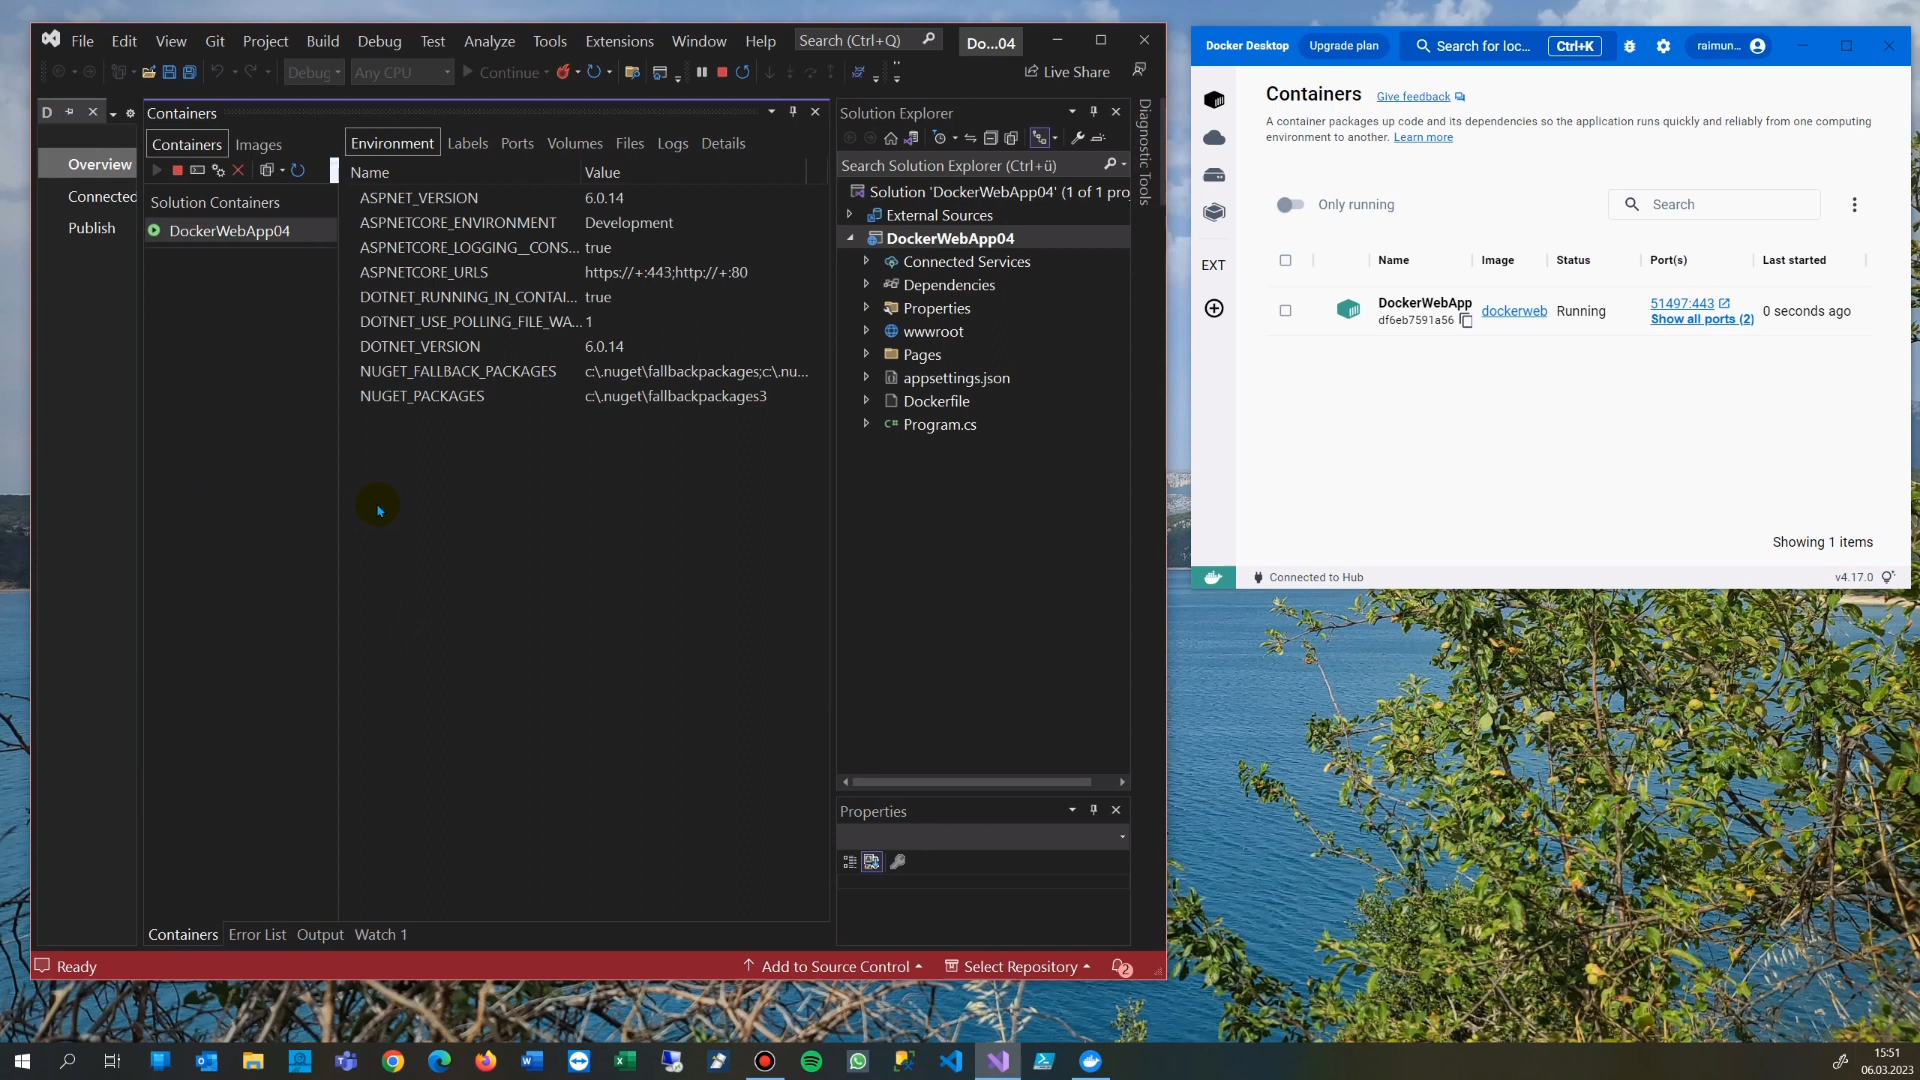 File Edit View Git Project Build Debug Test Analyze Tools Extensions Window Help Search (Ctrl+Q) Do...04
Debug Any CPU Continue Live Share
D
Overview
Connected
Publish
Containers
Containers Images
Solution Containers
DockerWebApp04
Environment Labels Ports Volumes Files Logs Details
Name Value
ASPNET_VERSION 6.0.14
ASPNETCORE_ENVIRONMENT Development
ASPNETCORE_LOGGING__CONS... true
ASPNETCORE_URLS https://+:443;http://+:80
DOTNET_RUNNING_IN_CONTAI... true
DOTNET_USE_POLLING_FILE_WA... 1
DOTNET_VERSION 6.0.14
NUGET_FALLBACK_PACKAGES c:\.nuget\fallbackpackages;c:\.nu...
NUGET_PACKAGES c:\.nuget\fallbackpackages3
Containers Error List Output Watch 1
Solution Explorer
Search Solution Explorer (Ctrl+ü)
Solution 'DockerWebApp04' (1 of 1 pro
External Sources
DockerWebApp04
Connected Services
Dependencies
Properties
wwwroot
Pages
appsettings.json
Dockerfile
C# Program.cs
Properties
Diagnostic Tools
Ready Add to Source Control Select Repository 2
Docker Desktop Upgrade plan Search for loc... Ctrl+K raimun...
Containers Give feedback
A container packages up code and its dependencies so the application runs quickly and reliably from one computing
environment to another. Learn more
Only running Search
EXT
Name Image Status Port(s) Last started
DockerWebApp
df6eb7591a56
dockerweb Running
51497:443
Show all ports (2)
0 seconds ago
Showing 1 items
Connected to Hub v4.17.0
15:51
06.03.2023